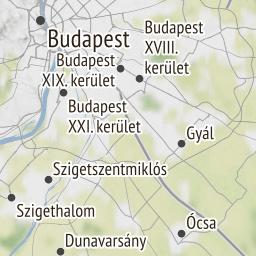 Budapest
Budapest
XVIII.
kerület
Budapest
XIX. kerület
Budapest
XXI. kerület
Gyál
Szigetszentmiklós
Szigethalom
Ócsa
Dunavarsány